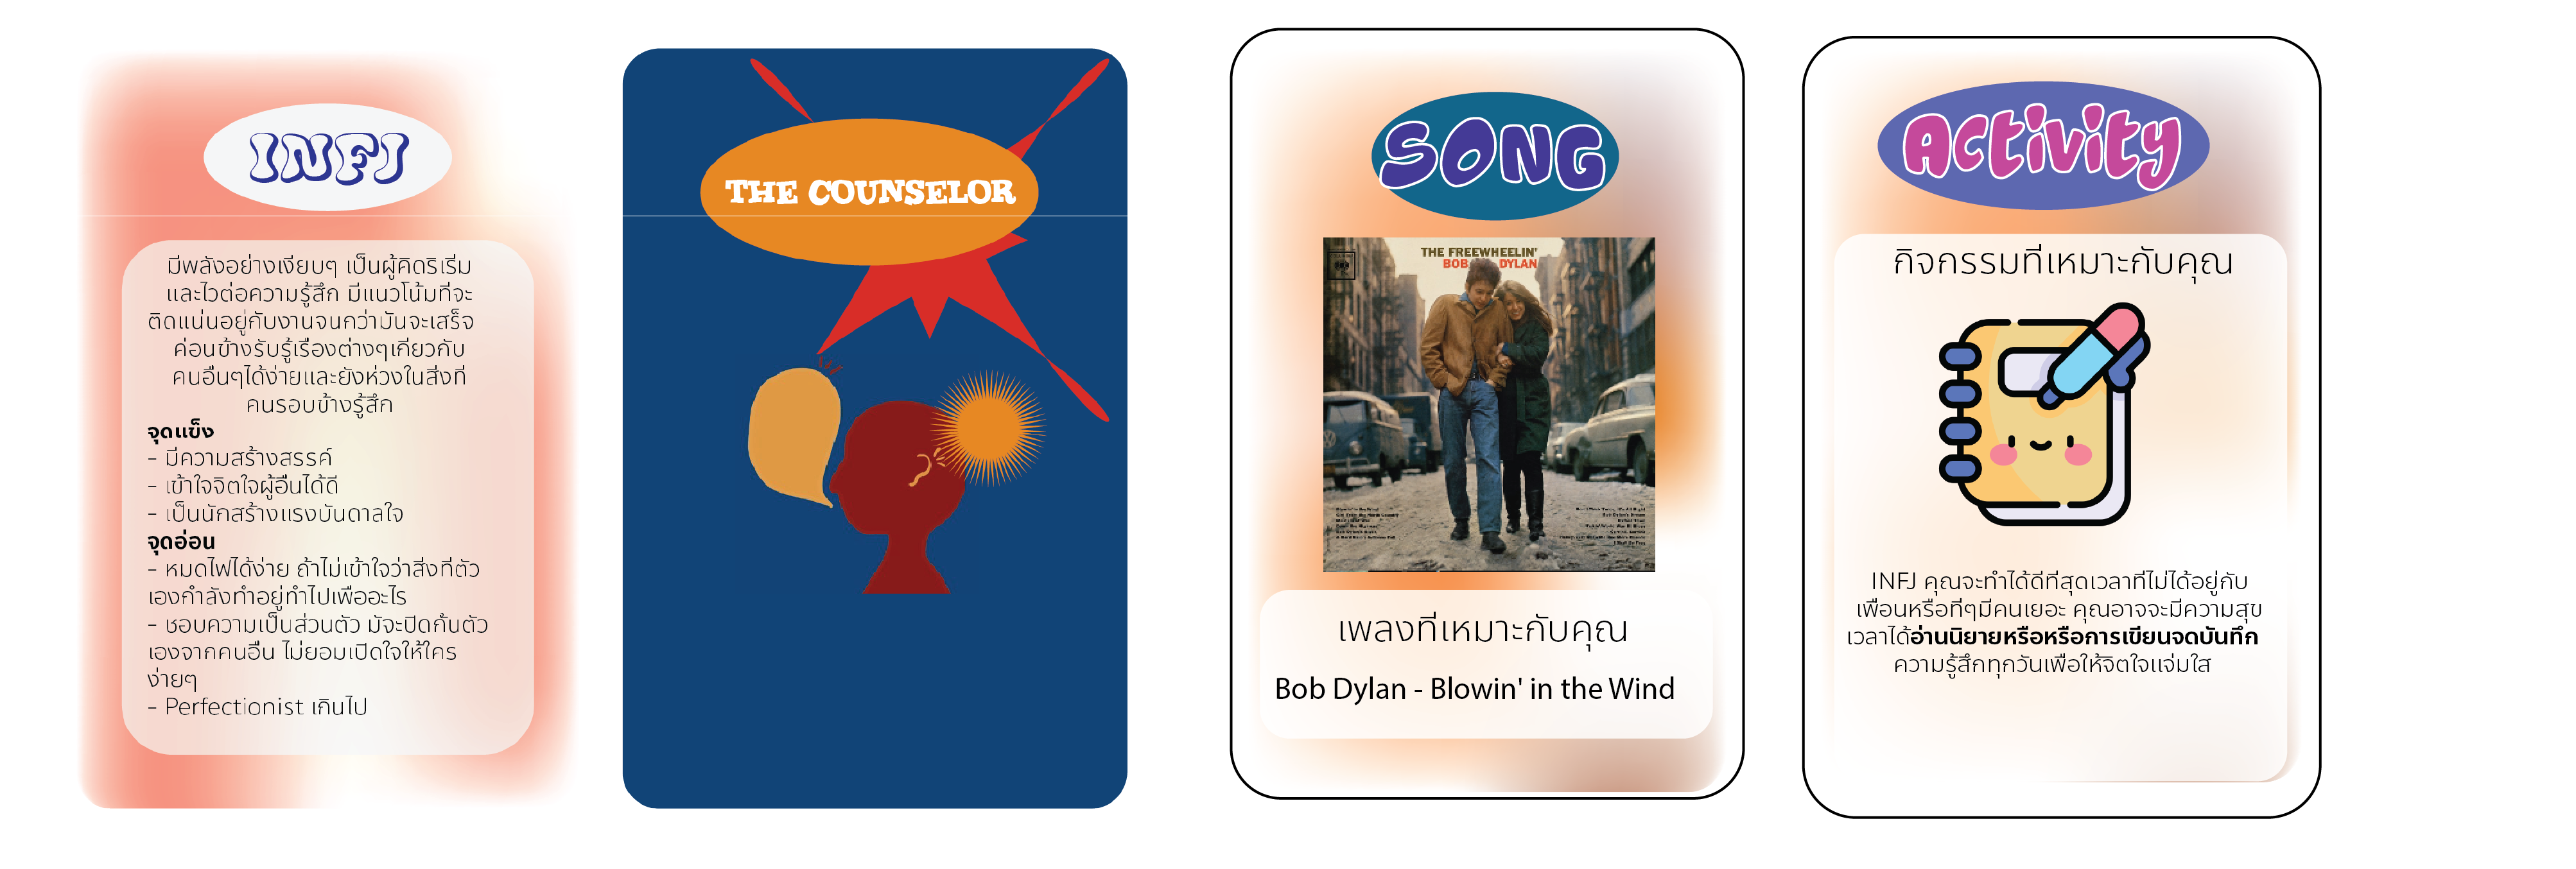 INFJ
มีพลังอย่างเงียบๆ เป็นผู้คิดริเริ่ม
และไวต่อความรู้สึก มีแนวโน้มที่จะ
ติดแน่นอยู่กับงานจนกว่ามันจะเสร็จ
ค่อนข้างรับรู้เรื่องต่างๆเกี่ยวกับ
คนอื่นๆได้ง่ายและยังห่วงในสิ่งที่
คนรอบข้างรู้สึก
จุดแข็ง
- มีความสร้างสรรค์
- เข้าใจจิตใจผู้อื่นได้ดี
- เป็นนักสร้างแรงบันดาลใจ
จุดอ่อน
- หมดไฟได้ง่าย ถ้าไม่เข้าใจว่าสิ่งที่ตัว
เองกำลังทำอยู่ทำไปเพื่ออะไร
- ชอบความเป็นส่วนตัว มัจะปิดกั้นตัว
เองจากคนอื่น ไม่ยอมเปิดใจให้ใคร
ง่ายๆ
- Perfectionist เกินไป
THE COUNSELOR
SONG
THE FREEWHEELIN'
BOB DYLAN
เพลงที่เหมาะกับคุณ
Bob Dylan - Blowin' in the Wind
Activity
กิจกรรมที่เหมาะกับคุณ
INFJ คุณจะทำได้ดีที่สุดเวลาที่ไม่ได้อยู่กับ
เพื่อนหรือที่ๆมีคนเยอะ คุณอาจจะมีความสุข
เวลาได้อ่านนิยายหรือหรือการเขียนจดบันทึก
ความรู้สึกทุกวันเพื่อให้จิตใจแจ่มใส